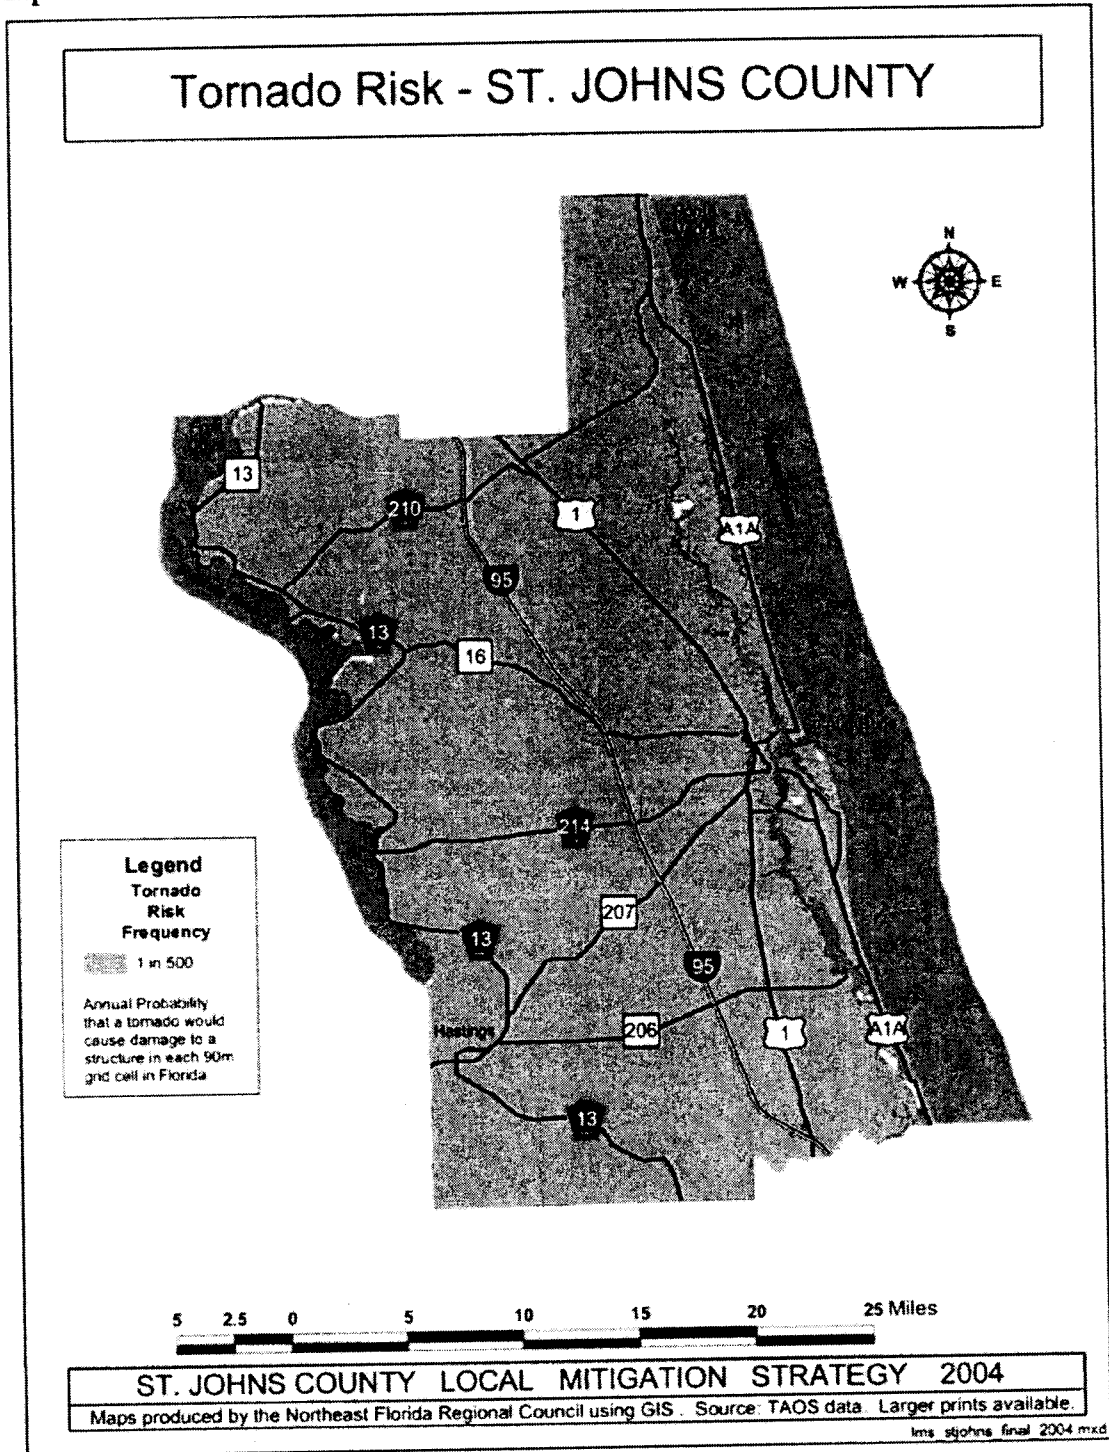 Tornado Risk - ST. JOHNS COUNTY
N
W E
S
13
210
1
A1A
95
13
16
214
207
13
95
Hastings
206
1
A1A
13
Legend
Tornado
Risk
Frequency
1 in 500
Annual Probability
that a tornado would
cause damage to a
structure in each 90m
grid cell in Florida
5 2.5 0 5 10 15 20 25 Miles
ST. JOHNS COUNTY LOCAL MITIGATION STRATEGY 2004
Maps produced by the Northeast Florida Regional Council using GIS . Source: TAOS data. Larger prints available.
lms_stjohns_final_2004.mxd